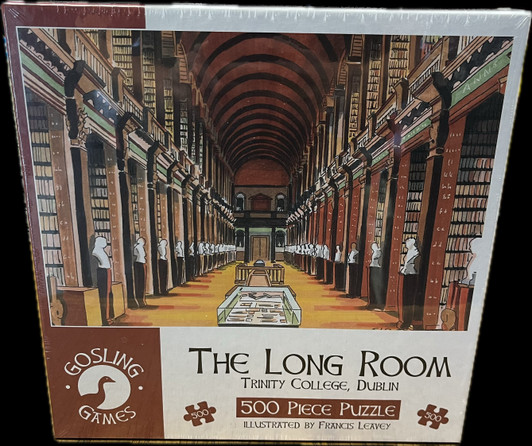 GOSLING
GAMES
THE LONG ROOM
TRINITY COLLEGE, DUBLIN
500 PIECE PUZZLE
ILLUSTRATED BY FRANCIS LEAVEY
500
500